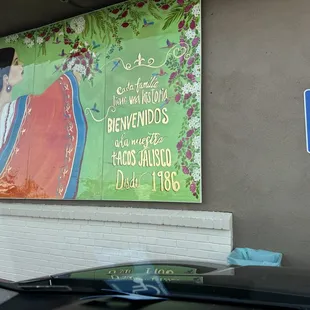 cada familia
tiene una historia
BIENVENIDOS
a la nuestra
TACOS JALISCO
Desde 1986